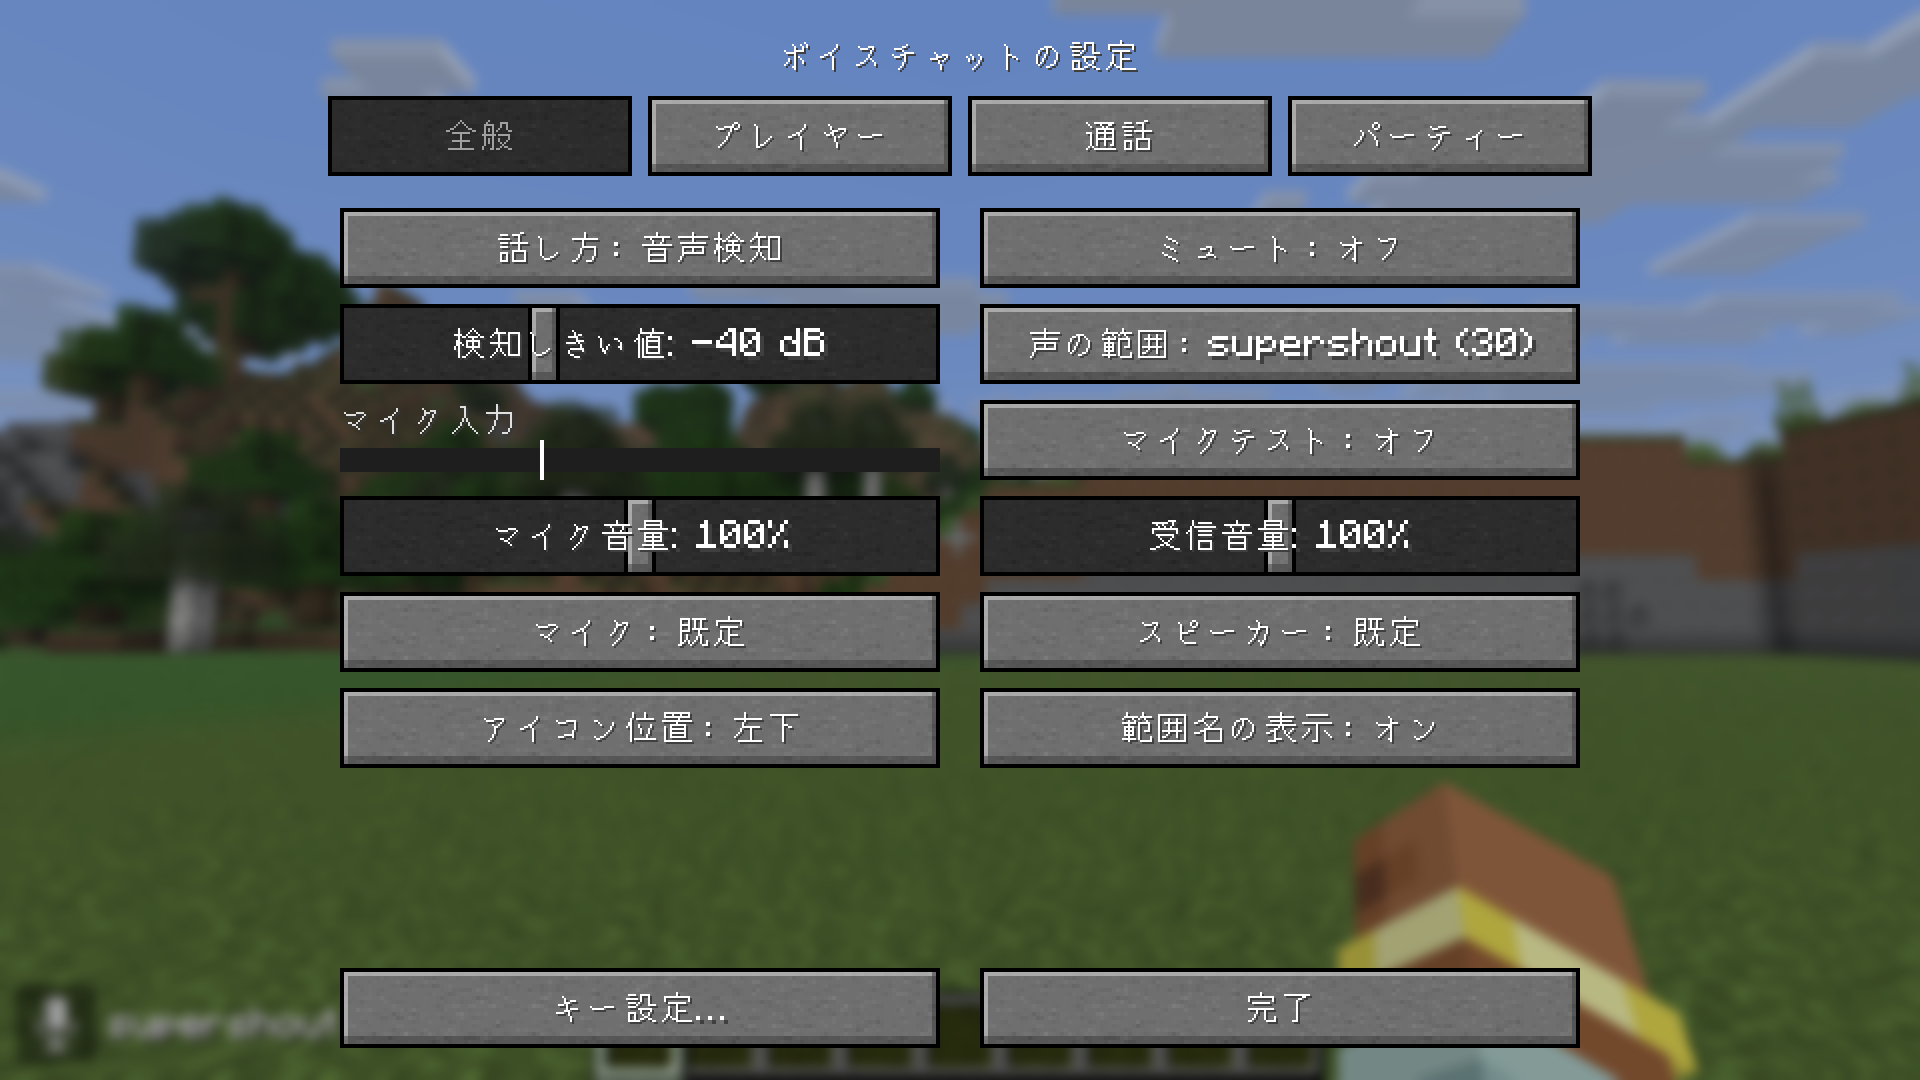 ボイスチャットの設定
全般
プレイヤー
通話
パーティー
話し方: 音声検知
ミュート: オフ
検知しきい値: -40 dB
声の範囲: supershout (30)
マイク入力
マイクテスト: オフ
マイク音量: 100%
受信音量: 100%
マイク: 既定
スピーカー: 既定
アイコン位置: 左下
範囲名の表示: オン
キー設定...
完了
supershout